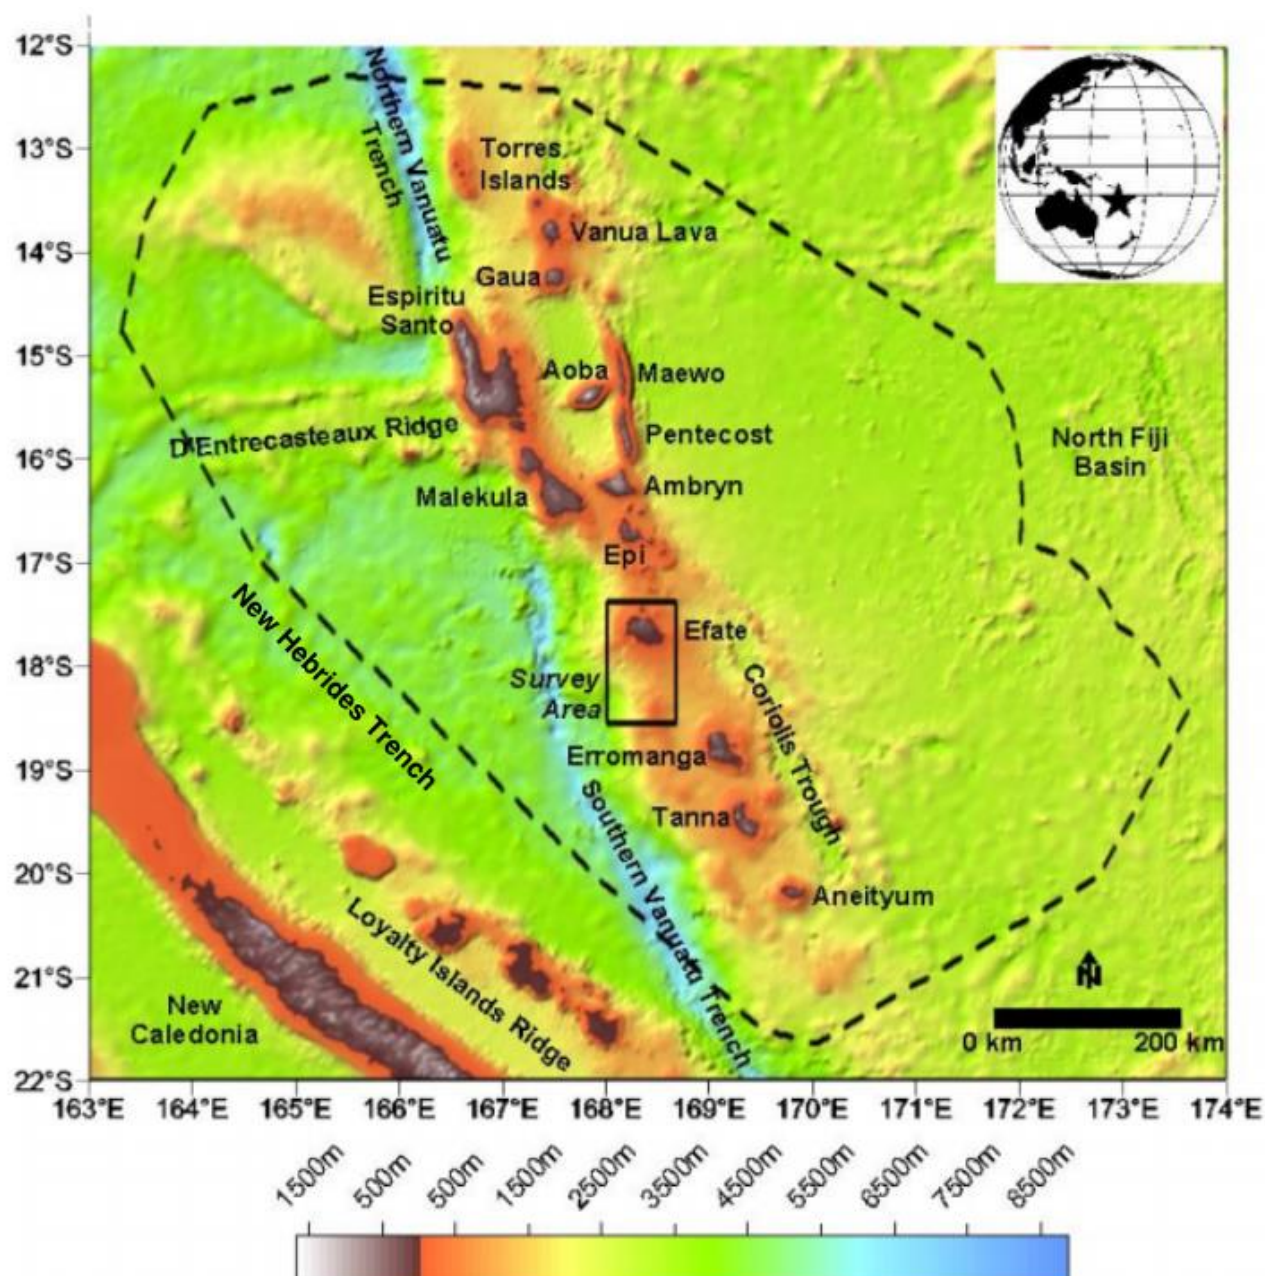 12°S
Northern Vanuatu
Trench
13°S
Torres
Islands
14°S
Vanua Lava
Gaua
Espiritu
Santo
15°S
Aoba
Maewo
D'Entrecasteaux Ridge
Pentecost
North Fiji
Basin
16°S
Malekula
Ambryn
Epi
17°S
New Hebrides Trench
Efate
18°S
Survey
Area
Coriolis Trough
Erromanga
19°S
Southern Vanuatu Trench
Tanna
20°S
Aneityum
Loyalty Islands Ridge
21°S
N
New
Caledonia
0 km 200 km
22°S
163°E 164°E 165°E 166°E 167°E 168°E 169°E 170°E 171°E 172°E 173°E 174°E
1500m 500m 500m 1500m 2500m 3500m 4500m 5500m 6500m 7500m 8500m